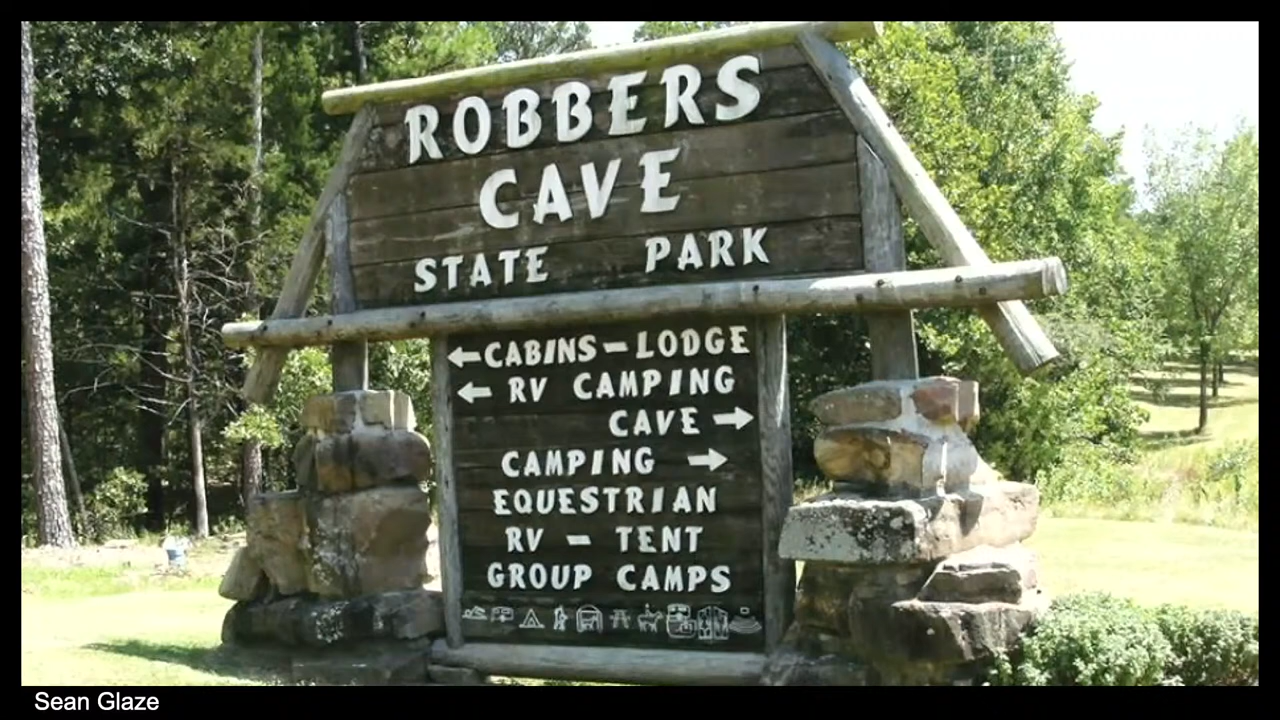 ROBBERS
CAVE
STATE PARK
←CABINS–LODGE
← RV CAMPING
CAVE →
CAMPING →
EQUESTRIAN
RV – TENT
GROUP CAMPS
Sean Glaze